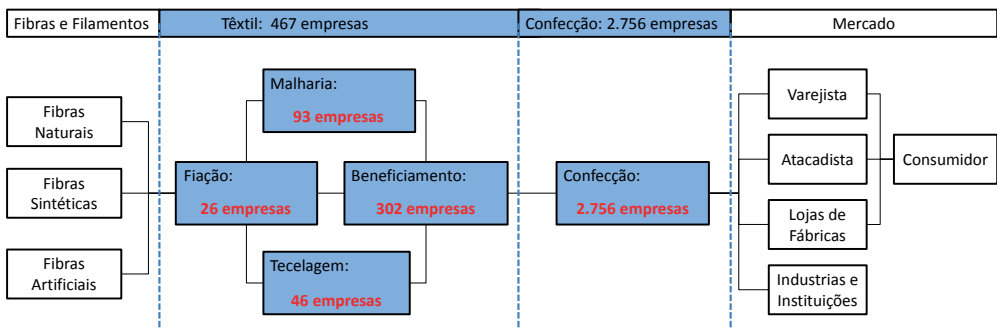 Fibras e Filamentos
Têxtil: 467 empresas
Confecção: 2.756 empresas
Mercado
Fibras
Naturais
Fibras
Sintéticas
Fibras
Artificiais
Malharia:
93 empresas
Fiação:
26 empresas
Beneficiamento:
302 empresas
Tecelagem:
46 empresas
Confecção:
2.756 empresas
Varejista
Atacadista
Lojas de
Fábricas
Industrias e
Instituições
Consumidor